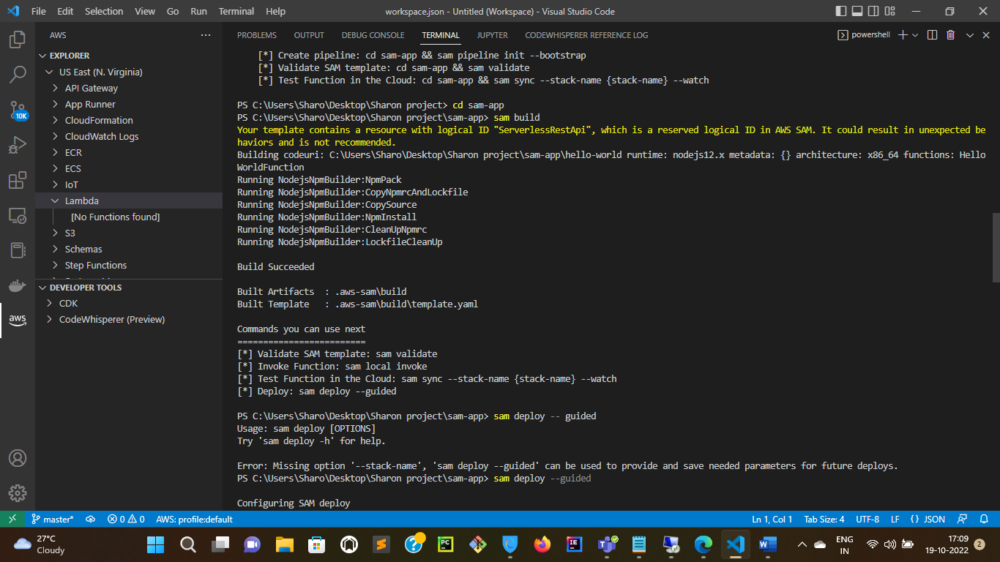 File Edit Selection View Go Run Terminal Help
workspace.json - Untitled (Workspace) - Visual Studio Code
AWS
EXPLORER
US East (N. Virginia)
API Gateway
App Runner
CloudFormation
CloudWatch Logs
ECR
ECS
IoT
Lambda
[No Functions found]
S3
Schemas
Step Functions
DEVELOPER TOOLS
CDK
CodeWhisperer (Preview)
10K
aws
PROBLEMS OUTPUT DEBUG CONSOLE TERMINAL JUPYTER CODEWHISPERER REFERENCE LOG
powershell
[*] Create pipeline: cd sam-app && sam pipeline init --bootstrap
[*] Validate SAM template: cd sam-app && sam validate
[*] Test Function in the Cloud: cd sam-app && sam sync --stack-name {stack-name} --watch
PS C:\Users\Sharo\Desktop\Sharon project> cd sam-app
PS C:\Users\Sharo\Desktop\Sharon project\sam-app> sam build
Your template contains a resource with logical ID "ServerlessRestApi", which is a reserved logical ID in AWS SAM. It could result in unexpected be
haviors and is not recommended.
Building codeuri: C:\Users\Sharo\Desktop\Sharon project\sam-app\hello-world runtime: nodejs12.x metadata: {} architecture: x86_64 functions: Hello
WorldFunction
Running NodejsNpmBuilder:NpmPack
Running NodejsNpmBuilder:CopyNpmrcAndLockfile
Running NodejsNpmBuilder:CopySource
Running NodejsNpmBuilder:NpmInstall
Running NodejsNpmBuilder:CleanUpNpmrc
Running NodejsNpmBuilder:LockfileCleanUp
Build Succeeded
Built Artifacts : .aws-sam\build
Built Template : .aws-sam\build\template.yaml
Commands you can use next
=========================
[*] Validate SAM template: sam validate
[*] Invoke Function: sam local invoke
[*] Test Function in the Cloud: sam sync --stack-name {stack-name} --watch
[*] Deploy: sam deploy --guided
PS C:\Users\Sharo\Desktop\Sharon project\sam-app> sam deploy -- guided
Usage: sam deploy [OPTIONS]
Try 'sam deploy -h' for help.
Error: Missing option '--stack-name', 'sam deploy --guided' can be used to provide and save needed parameters for future deploys.
PS C:\Users\Sharo\Desktop\Sharon project\sam-app> sam deploy --guided
Configuring SAM deploy
master* 0 0 AWS: profile:default
Ln 1, Col 1 Tab Size: 4 UTF-8 LF {} JSON
27°C
Cloudy
PC
IE
ENG
IN
17:09
19-10-2022
2